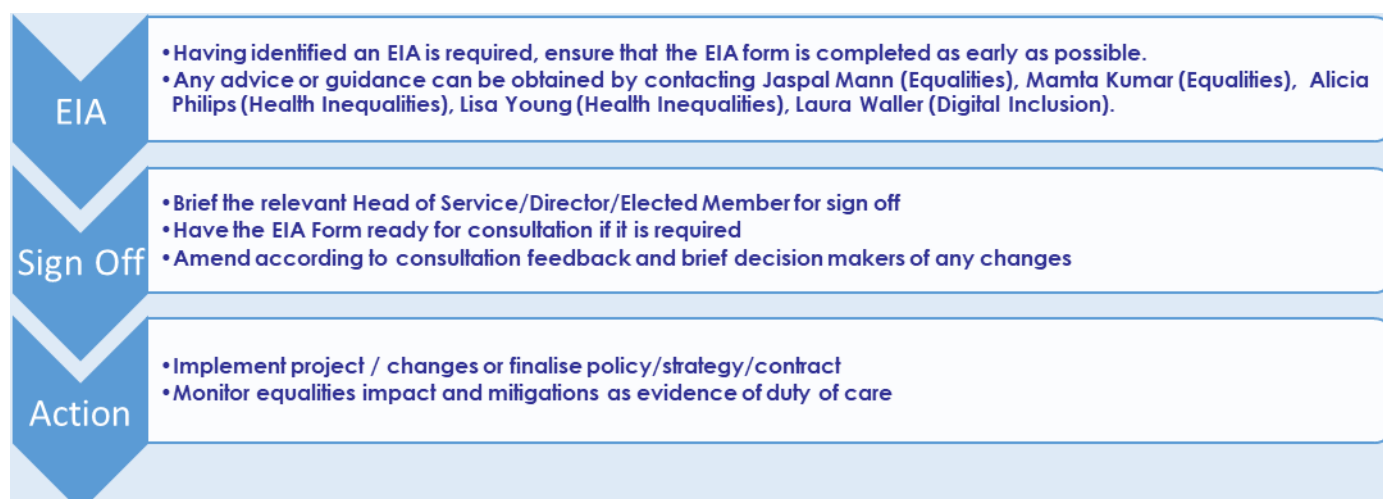 EIA
•Having identified an EIA is required, ensure that the EIA form is completed as early as possible.
•Any advice or guidance can be obtained by contacting Jaspal Mann (Equalities), Mamta Kumar (Equalities), Alicia
Philips (Health Inequalities), Lisa Young (Health Inequalities), Laura Waller (Digital Inclusion).
Sign Off
•Brief the relevant Head of Service/Director/Elected Member for sign off
•Have the EIA Form ready for consultation if it is required
•Amend according to consultation feedback and brief decision makers of any changes
Action
•Implement project / changes or finalise policy/strategy/contract
•Monitor equalities impact and mitigations as evidence of duty of care